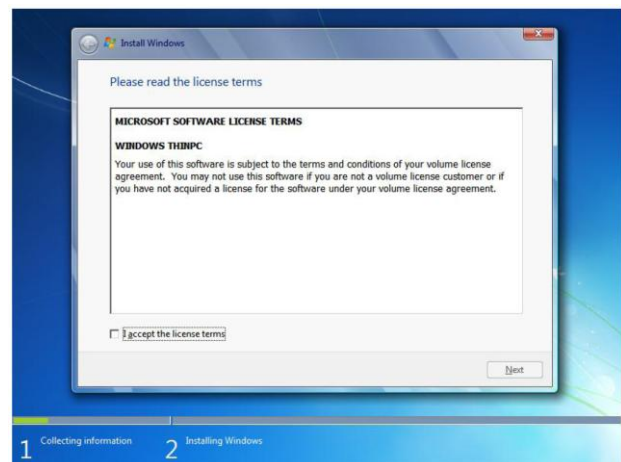 Install Windows
Please read the license terms
MICROSOFT SOFTWARE LICENSE TERMS
WINDOWS THINPC
Your use of this software is subject to the terms and conditions of your volume license
agreement.  You may not use this software if you are not a volume license customer or if
you have not acquired a license for the software under your volume license agreement.
I accept the license terms
Next
1 Collecting information 2 Installing Windows